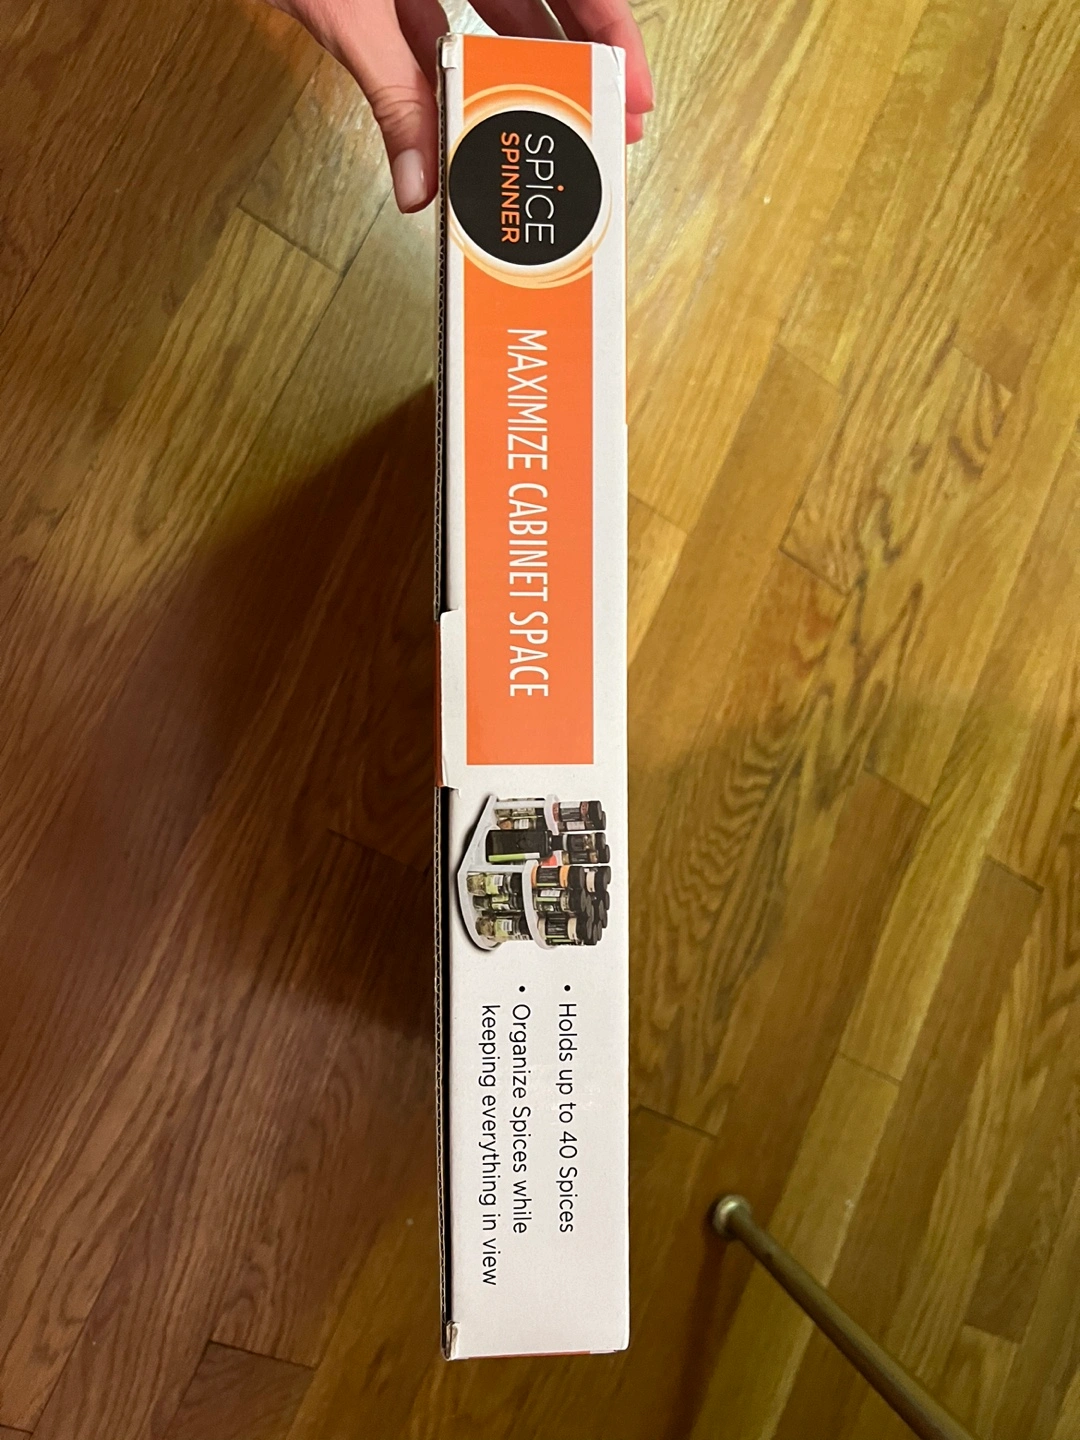 SPiCE
SPINNER
MAXIMIZE CABINET SPACE
• Holds up to 40 Spices
• Organize Spices while
keeping everything in view